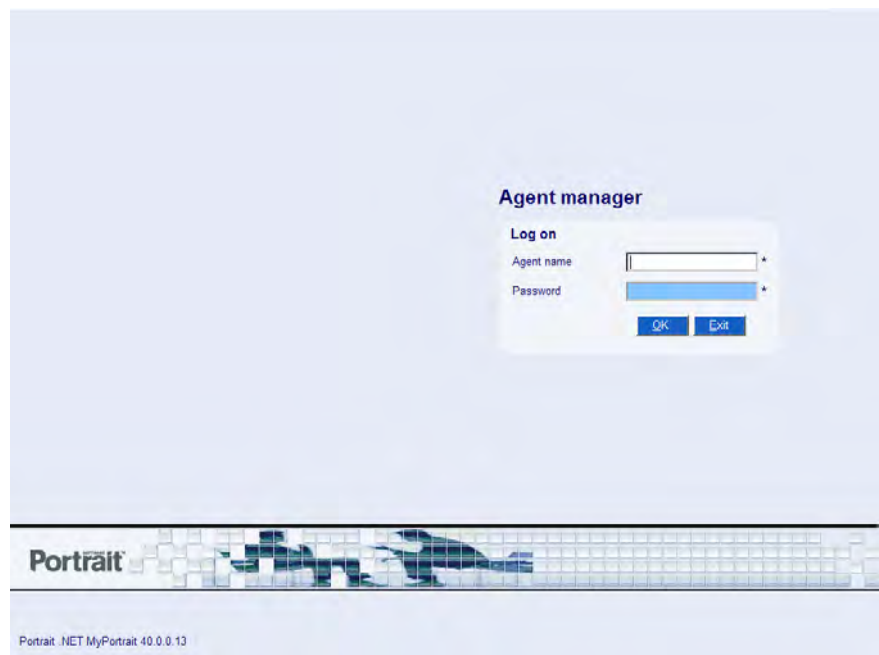 Agent manager
Log on
Agent name *
Password *
OK Exit
Portrait
Portrait .NET MyPortrait 40.0.0.13